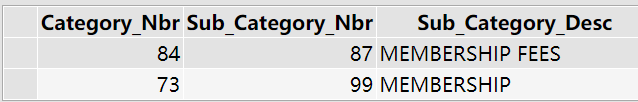 Category_Nbr Sub_Category_Nbr Sub_Category_Desc
84 87 MEMBERSHIP FEES
73 99 MEMBERSHIP